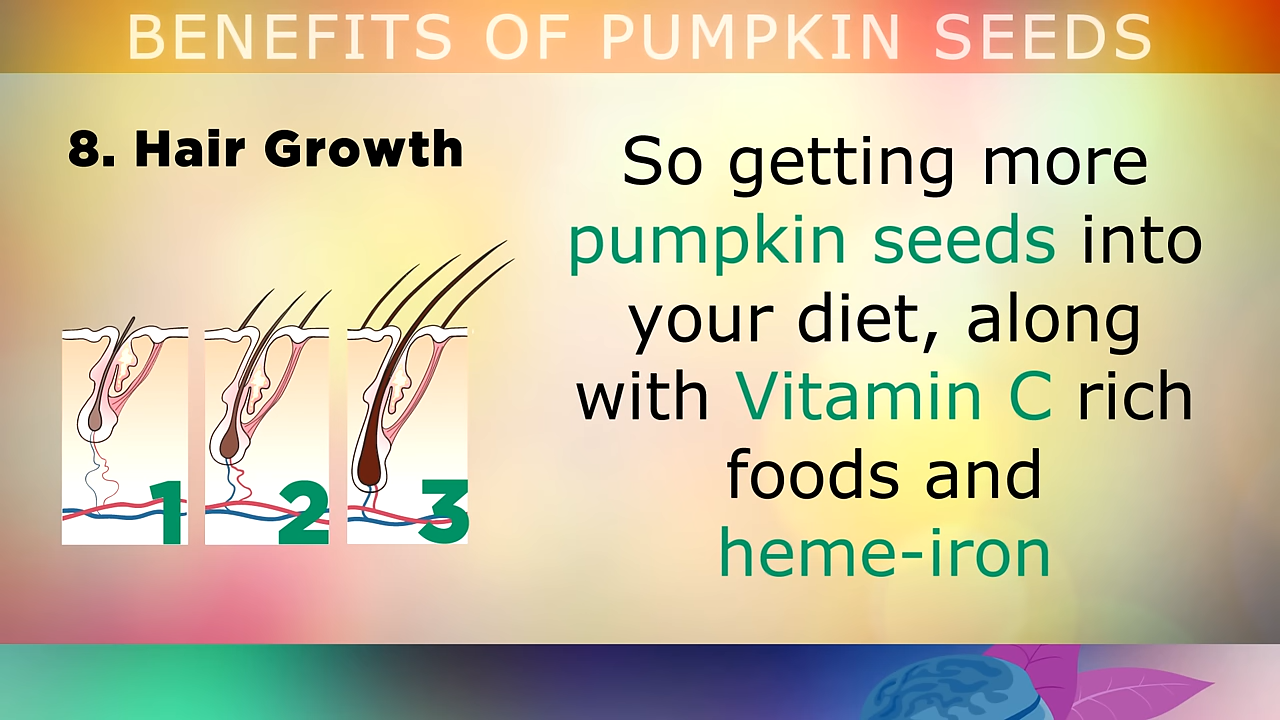 BENEFITS OF PUMPKIN SEEDS
8. Hair Growth
1
2
3
So getting more
pumpkin seeds into
your diet, along
with Vitamin C rich
foods and
heme-iron